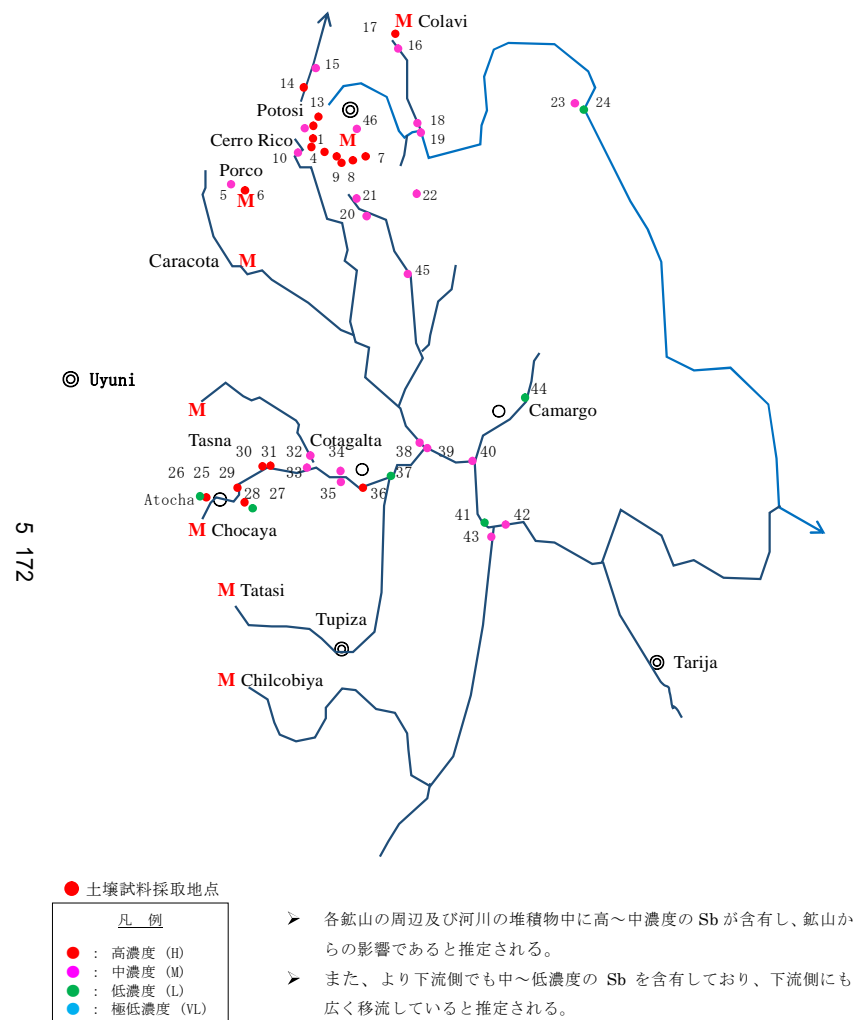 17 M Colavi
16
15
14
13
Potosi
46
18
23 24
19
Cerro Rico 1 M
10 4 7
Porco 9 8
5 6
M
21
22
20
Caracota M
45
Uyuni
M
44
Camargo
Tasna Cotagalta 38 39 40
30 31 32 34
33 37
26 25 29 35 36
28 27
Atocha
M Chocaya
41 42
43
M Tatasi
Tupiza
Tarija
M Chilcobiya
5 172
土壌試料採取地点
凡 例
: 高濃度 (H)
: 中濃度 (M)
: 低濃度 (L)
: 極低濃度 (VL)
➢ 各鉱山の周辺及び河川の堆積物中に高～中濃度の Sb が含有し、鉱山か
らの影響であると推定される。
➢ また、より下流側でも中～低濃度の Sb を含有しており、下流側にも
広く移流していると推定される。